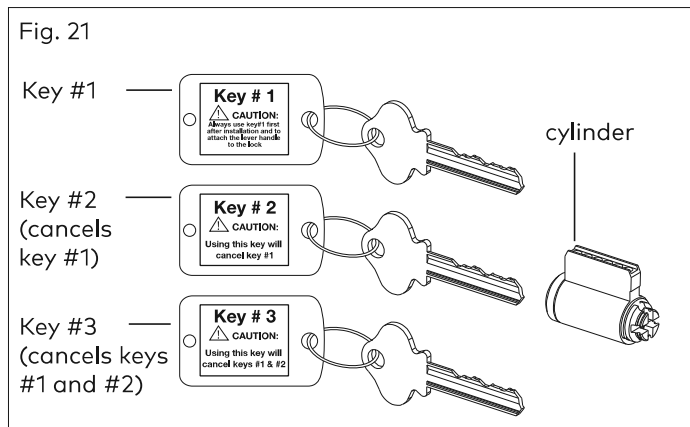 Fig. 21
Key #1
Key # 1
CAUTION:
Always use key#1 first
after installation and to
attach the lever handle
to the lock
cylinder
Key #2
(cancels
key #1)
Key # 2
CAUTION:
Using this key will
cancel key #1
Key #3
(cancels keys
#1 and #2)
Key # 3
CAUTION:
Using this key will
cancel keys #1 & #2